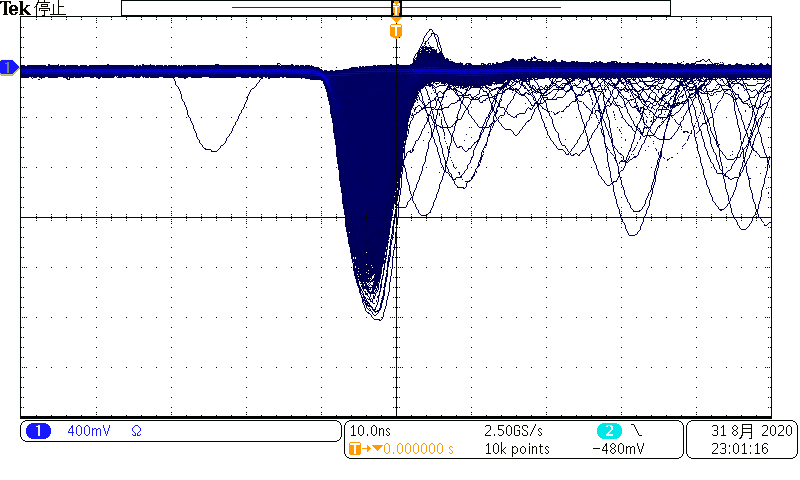 Tek 停止
T
T
1
1 400mV Ω
10.0ns 2.50GS/s 2
T→▼0.000000 s 10k points −480mV
31 8月 2020
23:01:16